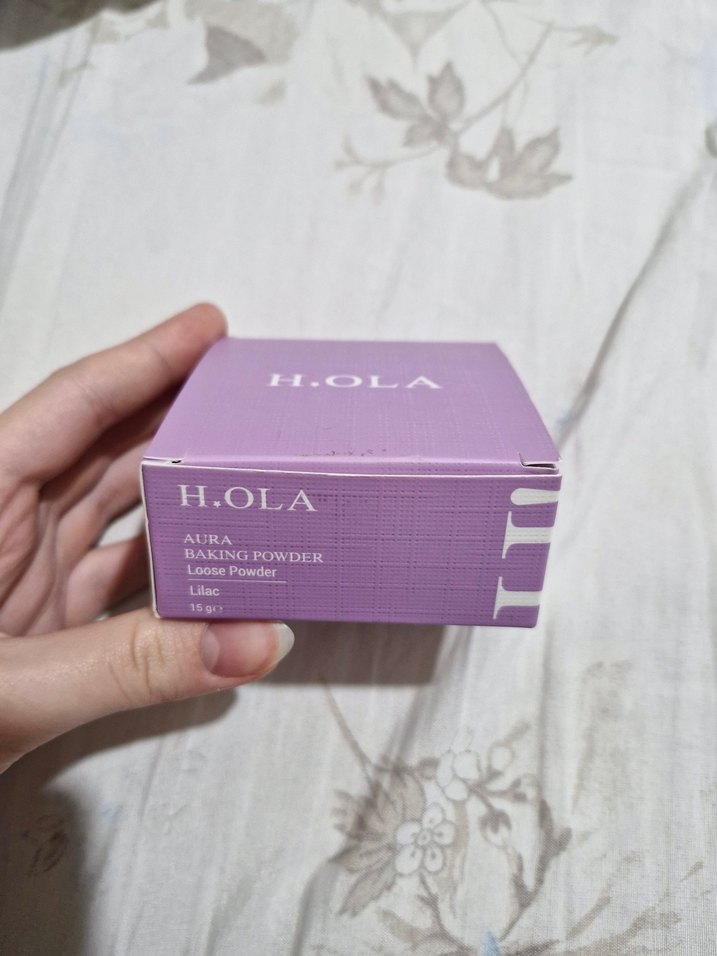 H.OLA
H.OLA
AURA
BAKING POWDER
Loose Powder
Lilac
15 g℮